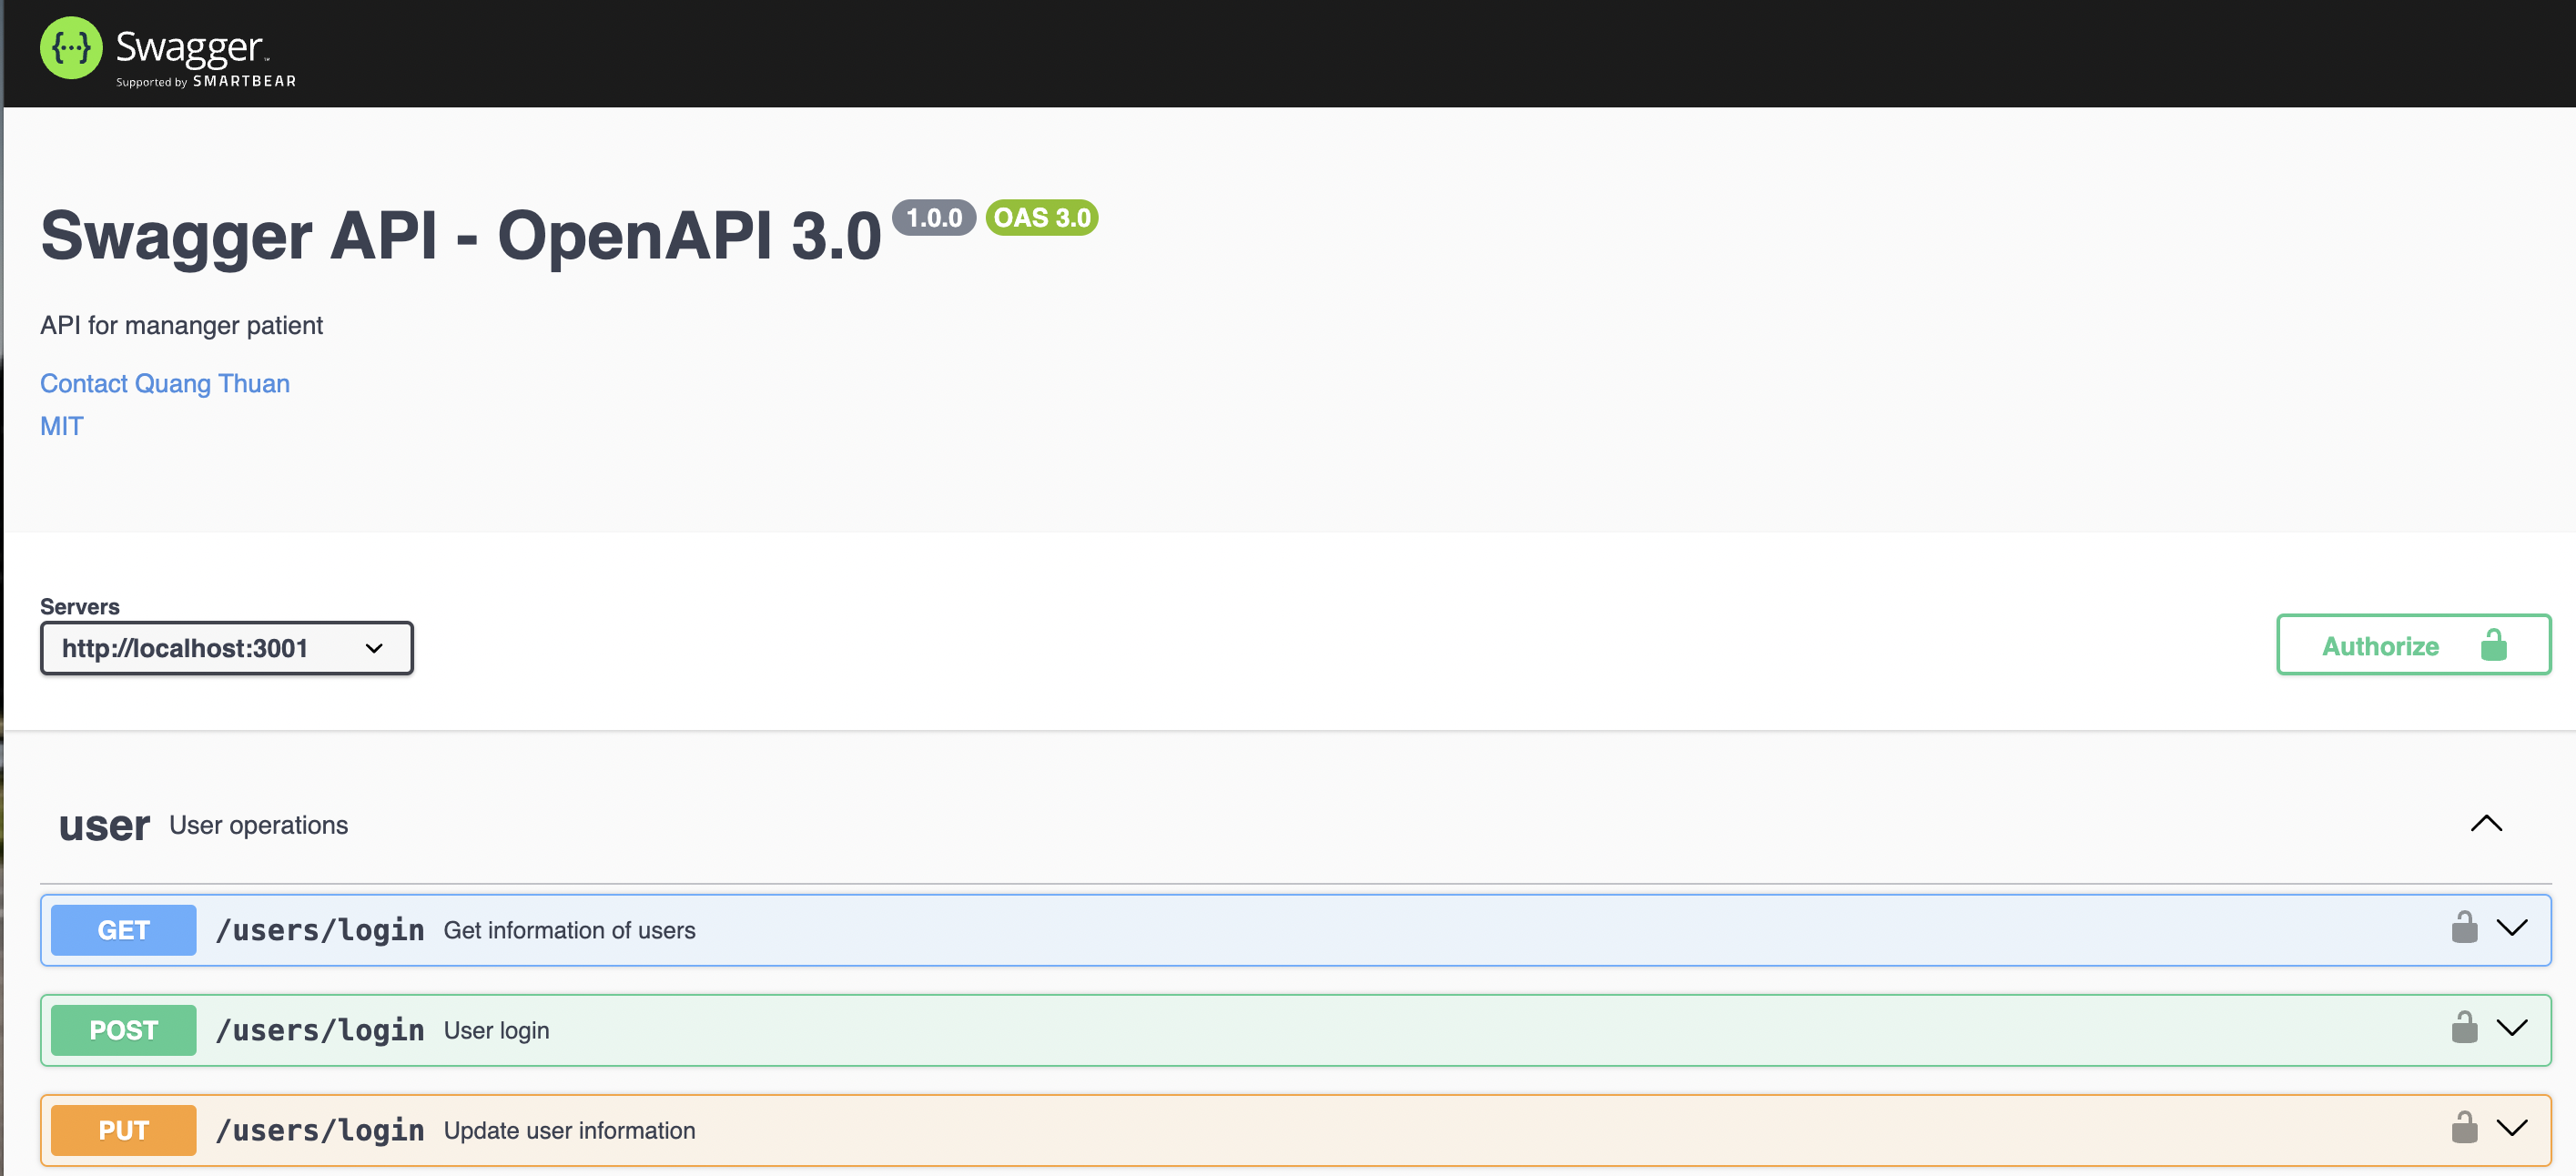 {···} Swagger™
Supported by SMARTBEAR
Swagger API - OpenAPI 3.0 1.0.0 OAS 3.0
API for mananger patient
Contact Quang Thuan
MIT
Servers
http://localhost:3001
Authorize
user User operations
GET /users/login Get information of users
POST /users/login User login
PUT /users/login Update user information